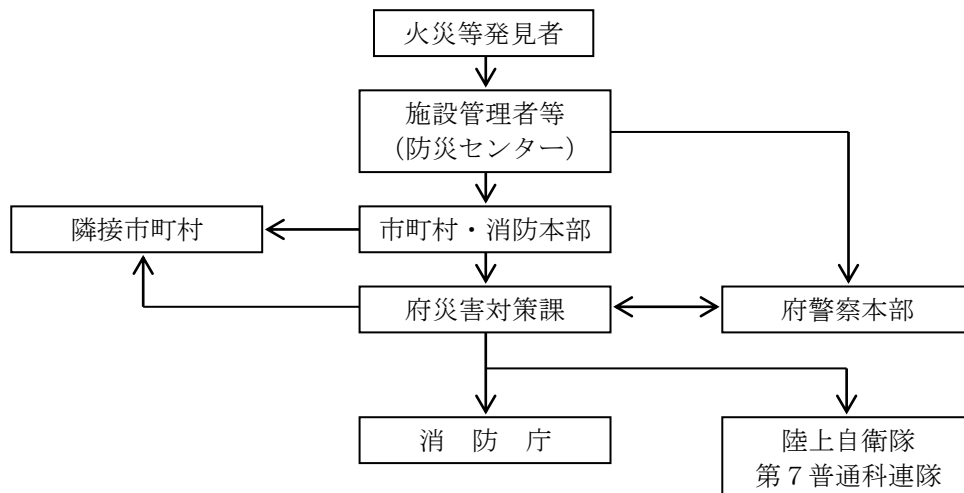 火災等発見者
施設管理者等
（防災センター）
隣接市町村
市町村・消防本部
府災害対策課
府警察本部
消　防　庁
陸上自衛隊
第７普通科連隊